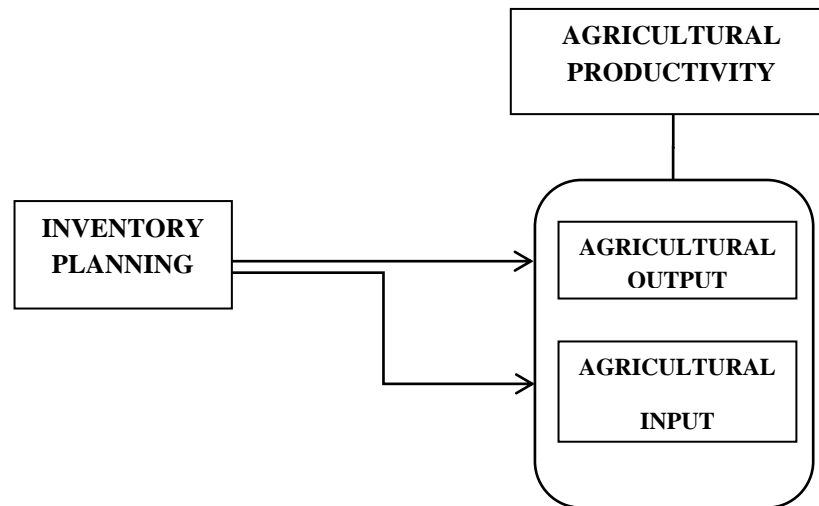 AGRICULTURAL
PRODUCTIVITY
INVENTORY
PLANNING
AGRICULTURAL
OUTPUT
AGRICULTURAL
INPUT